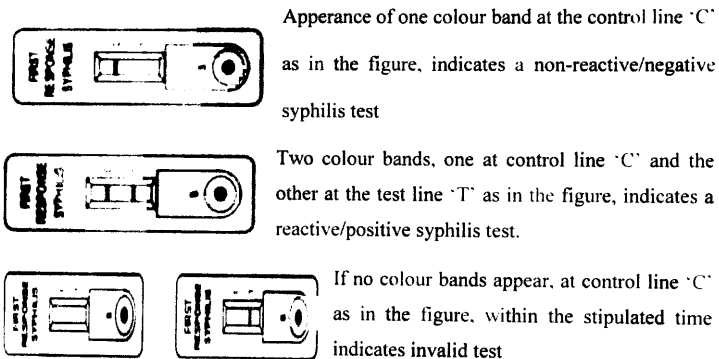 Apperance of one colour band at the control line `C`
as in the figure, indicates a non-reactive/negative
syphilis test
FIRST
RESPONSE
SYPHILIS
S
Two colour bands, one at control line `C` and the
other at the test line `T` as in the figure, indicates a
reactive/positive syphilis test.
FIRST
RESPONSE
SYPHILIS
S
If no colour bands appear, at control line `C`
as in the figure, within the stipulated time
indicates invalid test
FIRST
RESPONSE
SYPHILIS
S
FIRST
RESPONSE
SYPHILIS
S